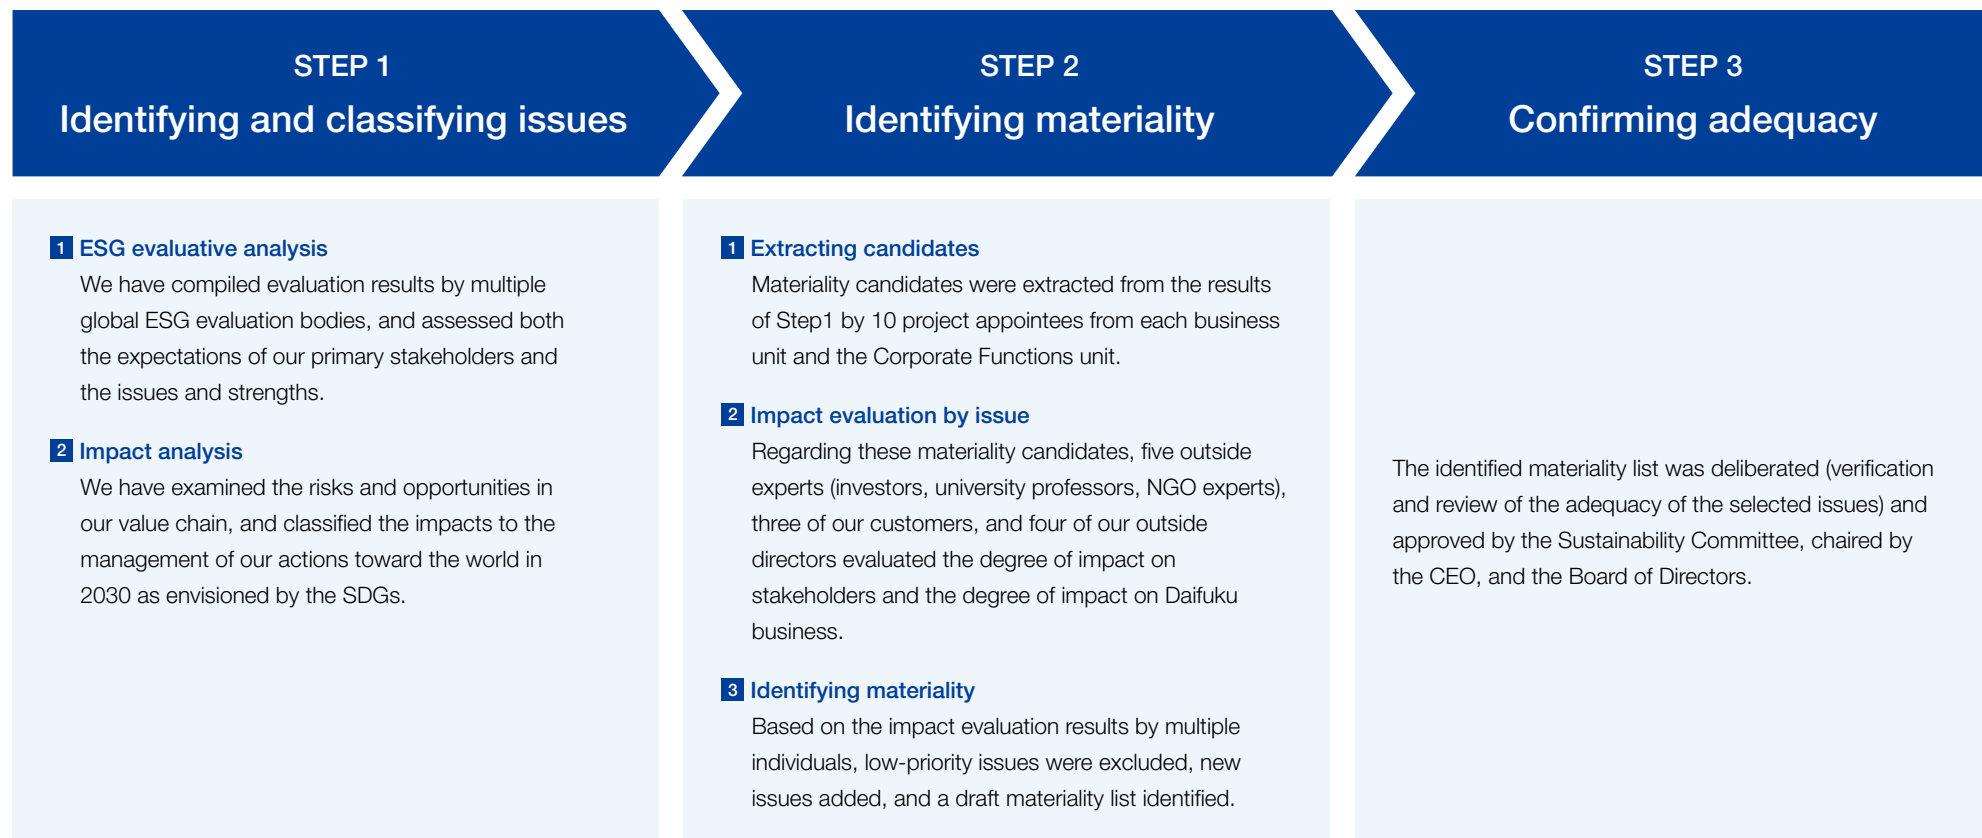 STEP 1
Identifying and classifying issues
1 ESG evaluative analysis
We have compiled evaluation results by multiple
global ESG evaluation bodies, and assessed both
the expectations of our primary stakeholders and
the issues and strengths.
2 Impact analysis
We have examined the risks and opportunities in
our value chain, and classified the impacts to the
management of our actions toward the world in
2030 as envisioned by the SDGs.
STEP 2
Identifying materiality
1 Extracting candidates
Materiality candidates were extracted from the results
of Step1 by 10 project appointees from each business
unit and the Corporate Functions unit.
2 Impact evaluation by issue
Regarding these materiality candidates, five outside
experts (investors, university professors, NGO experts),
three of our customers, and four of our outside
directors evaluated the degree of impact on
stakeholders and the degree of impact on Daifuku
business.
3 Identifying materiality
Based on the impact evaluation results by multiple
individuals, low-priority issues were excluded, new
issues added, and a draft materiality list identified.
STEP 3
Confirming adequacy
The identified materiality list was deliberated (verification
and review of the adequacy of the selected issues) and
approved by the Sustainability Committee, chaired by
the CEO, and the Board of Directors.